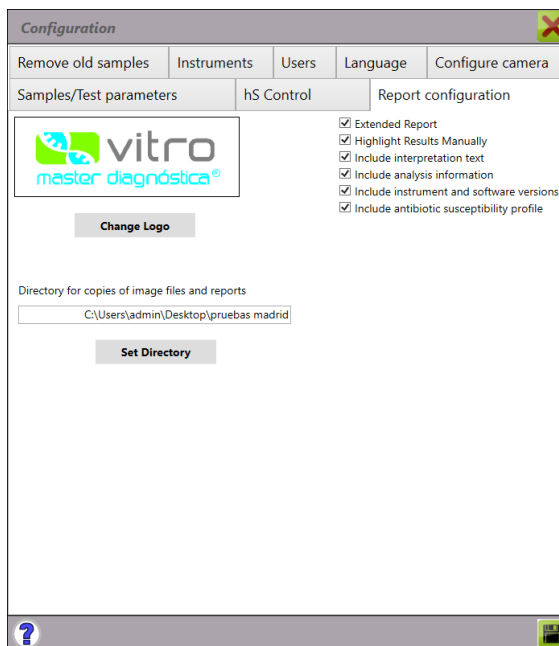 Configuration
Remove old samples Instruments Users Language Configure camera
Samples/Test parameters hS Control Report configuration
vitro
master diagnóstica®
Change Logo
Extended Report
Highlight Results Manually
Include interpretation text
Include analysis information
Include instrument and software versions
Include antibiotic susceptibility profile
Directory for copies of image files and reports
C:\Users\admin\Desktop\pruebas madrid
Set Directory
?